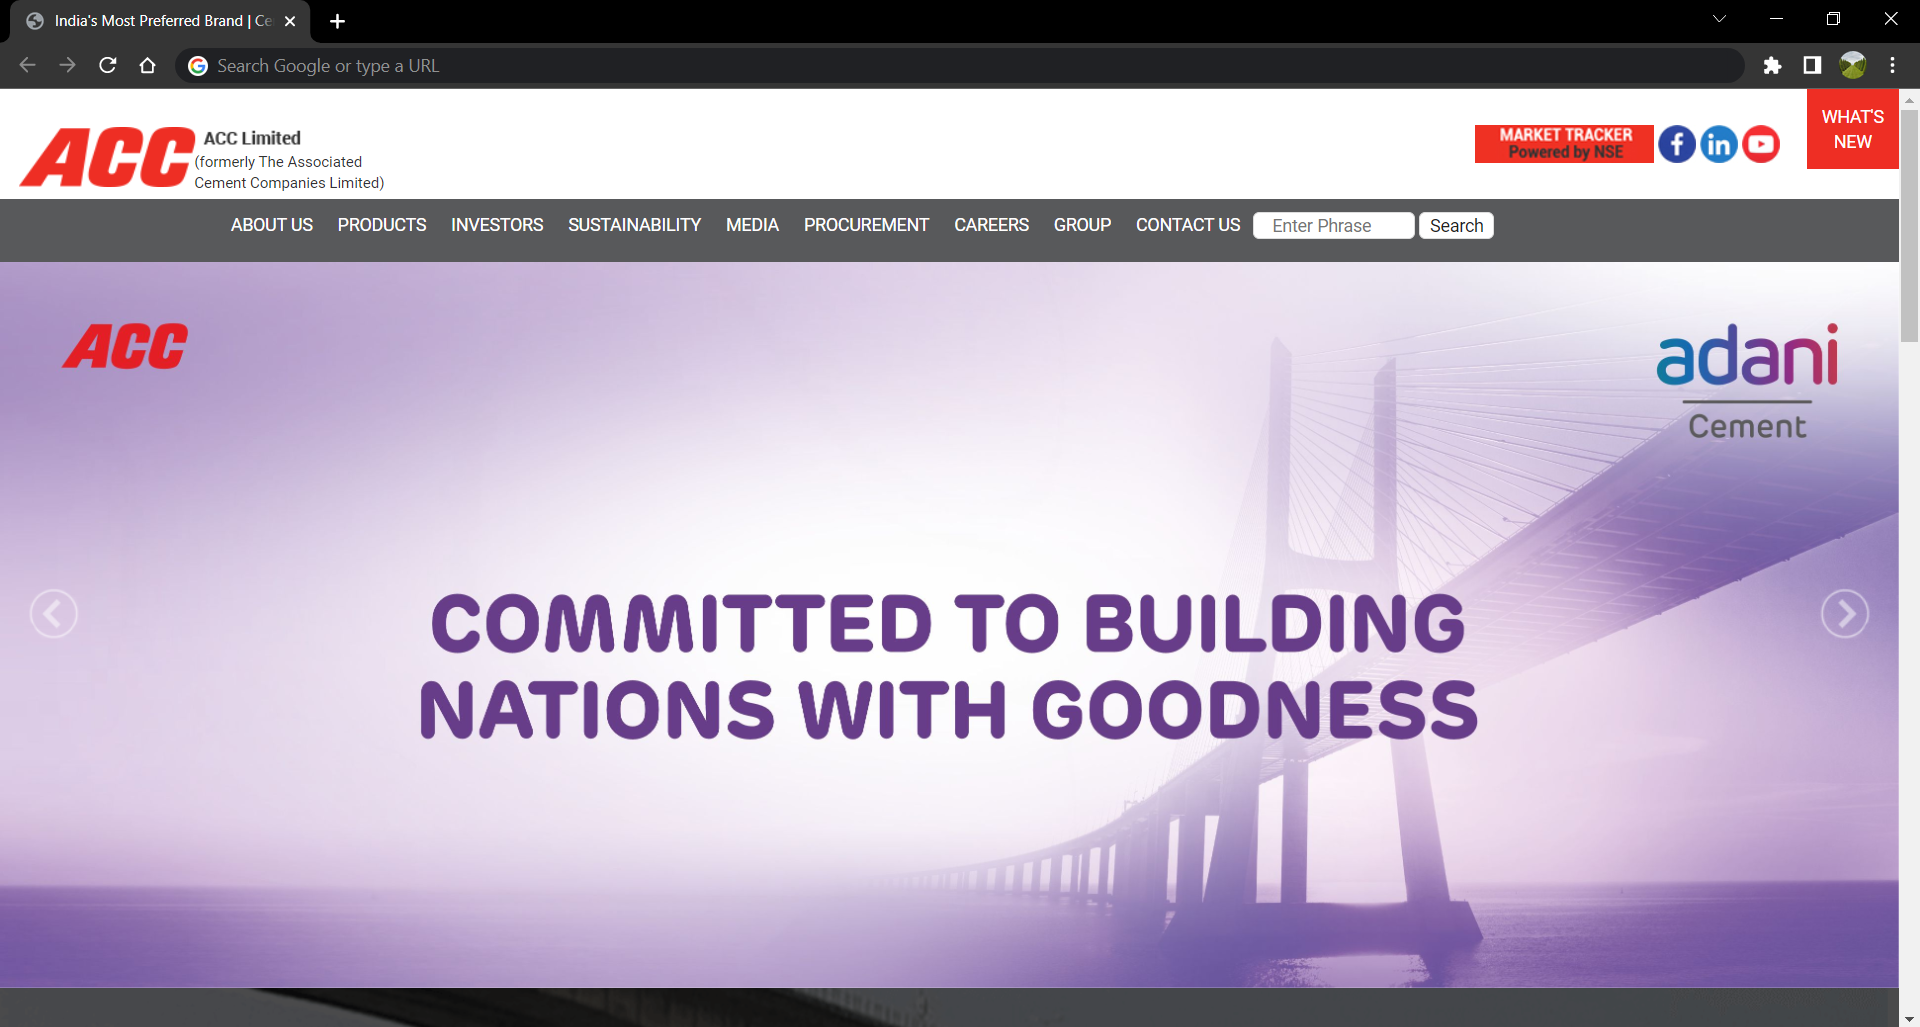 India's Most Preferred Brand | Ce
Search Google or type a URL
ACC
ACC Limited
(formerly The Associated
Cement Companies Limited)
MARKET TRACKER
Powered by NSE
f
in
WHAT'S
NEW
ABOUT US PRODUCTS INVESTORS SUSTAINABILITY MEDIA PROCUREMENT CAREERS GROUP CONTACT US Enter Phrase Search
ACC
adani
Cement
COMMITTED TO BUILDING
NATIONS WITH GOODNESS